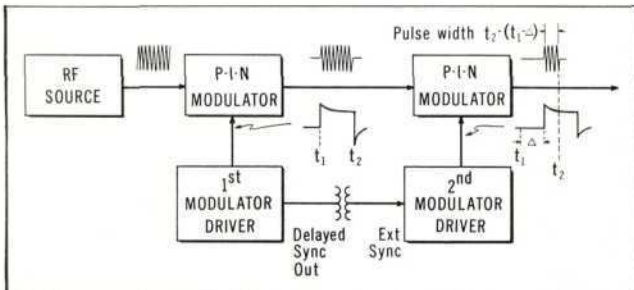 Pulse width t2-(t1-Δ)
RF
SOURCE
P·I·N
MODULATOR
P·I·N
MODULATOR
t1
t2
t1
Δ
t2
1st
MODULATOR
DRIVER
Delayed
Sync
Out
Ext
Sync
2nd
MODULATOR
DRIVER